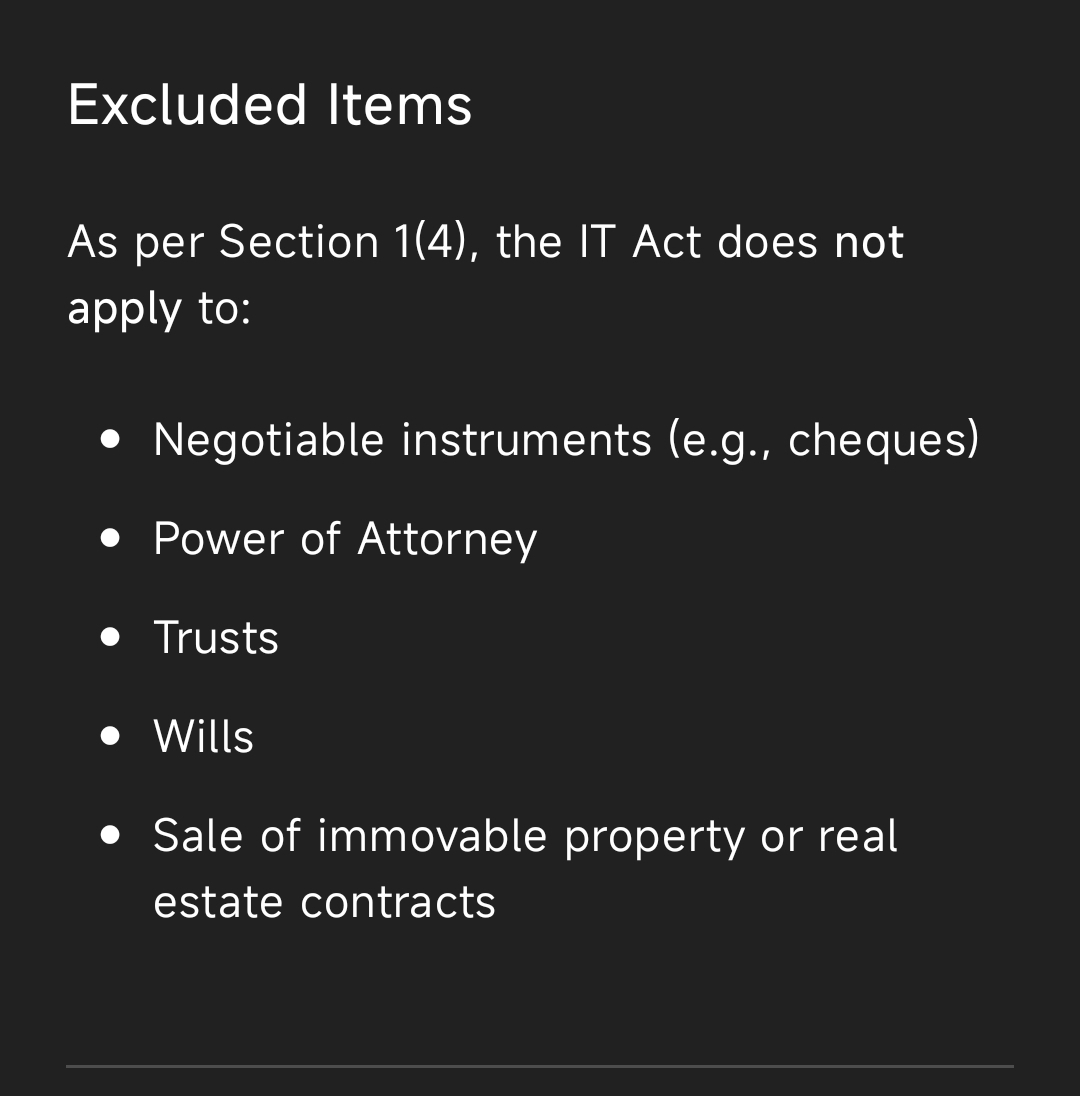 Excluded Items
As per Section 1(4), the IT Act does not
apply to:
• Negotiable instruments (e.g., cheques)
• Power of Attorney
• Trusts
• Wills
• Sale of immovable property or real
estate contracts